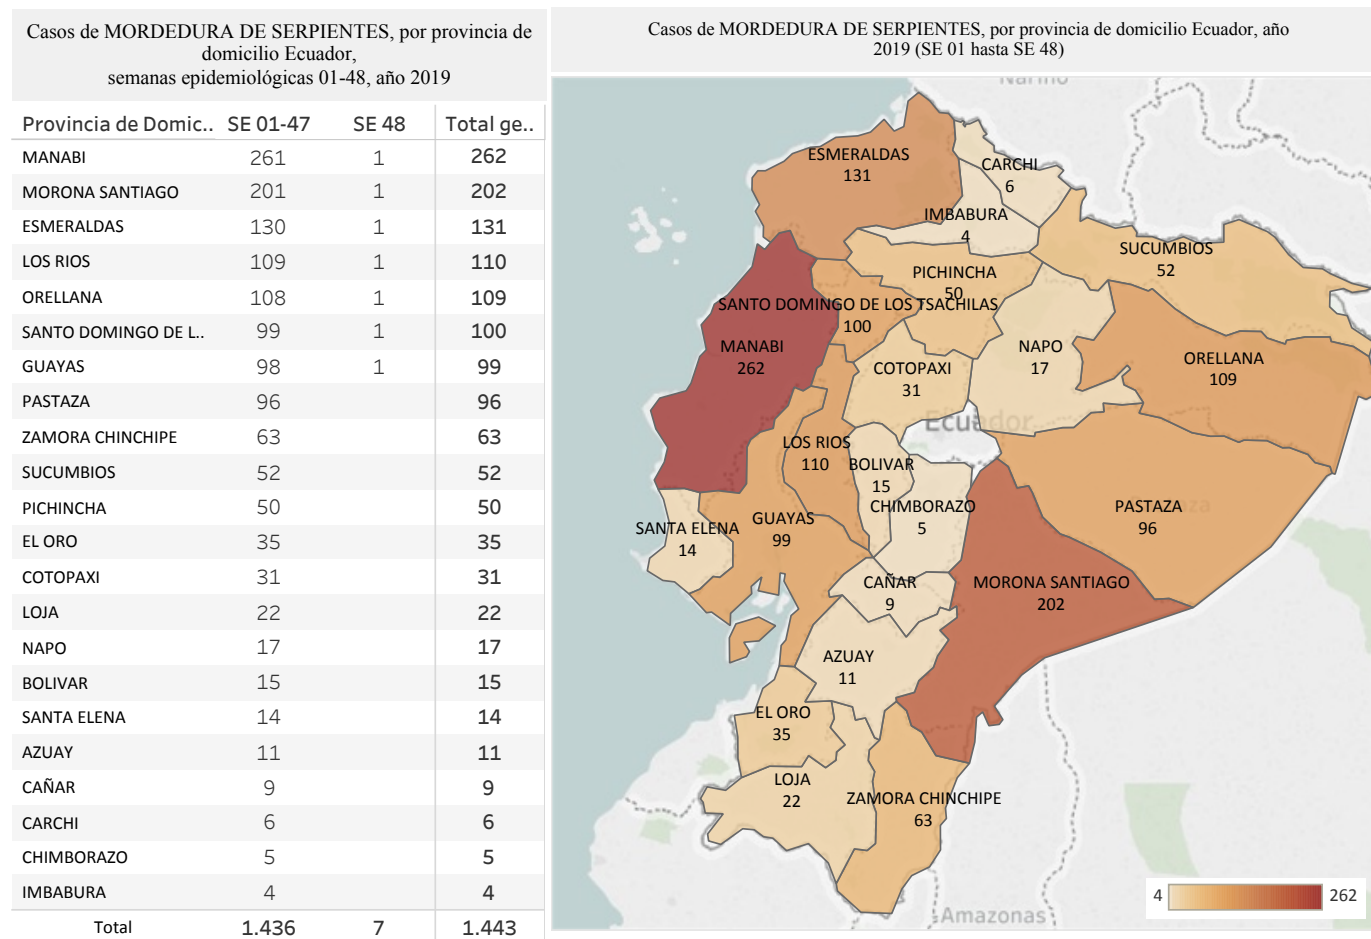 Casos de MORDEDURA DE SERPIENTES, por provincia de
domicilio Ecuador,
semanas epidemiológicas 01-48, año 2019
Provincia de Domic.. SE 01-47 SE 48 Total ge..
MANABI 261 1 262
MORONA SANTIAGO 201 1 202
ESMERALDAS 130 1 131
LOS RIOS 109 1 110
ORELLANA 108 1 109
SANTO DOMINGO DE L.. 99 1 100
GUAYAS 98 1 99
PASTAZA 96 96
ZAMORA CHINCHIPE 63 63
SUCUMBIOS 52 52
PICHINCHA 50 50
EL ORO 35 35
COTOPAXI 31 31
LOJA 22 22
NAPO 17 17
BOLIVAR 15 15
SANTA ELENA 14 14
AZUAY 11 11
CAÑAR 9 9
CARCHI 6 6
CHIMBORAZO 5 5
IMBABURA 4 4
Total 1.436 7 1.443
Casos de MORDEDURA DE SERPIENTES, por provincia de domicilio Ecuador, año
2019 (SE 01 hasta SE 48)
Nariño
ESMERALDAS
131
CARCHI
6
IMBABURA
4
SUCUMBIOS
52
PICHINCHA
50
SANTO DOMINGO DE LOS TSACHILAS
100
MANABI
262
COTOPAXI
31
NAPO
17
ORELLANA
109
Ecuador
LOS RIOS
110
BOLIVAR
15
CHIMBORAZO
5
PASTAZA
96
SANTA ELENA
14
GUAYAS
99
CAÑAR
9
MORONA SANTIAGO
202
AZUAY
11
EL ORO
35
LOJA
22
ZAMORA CHINCHIPE
63
4 262
Amazonas